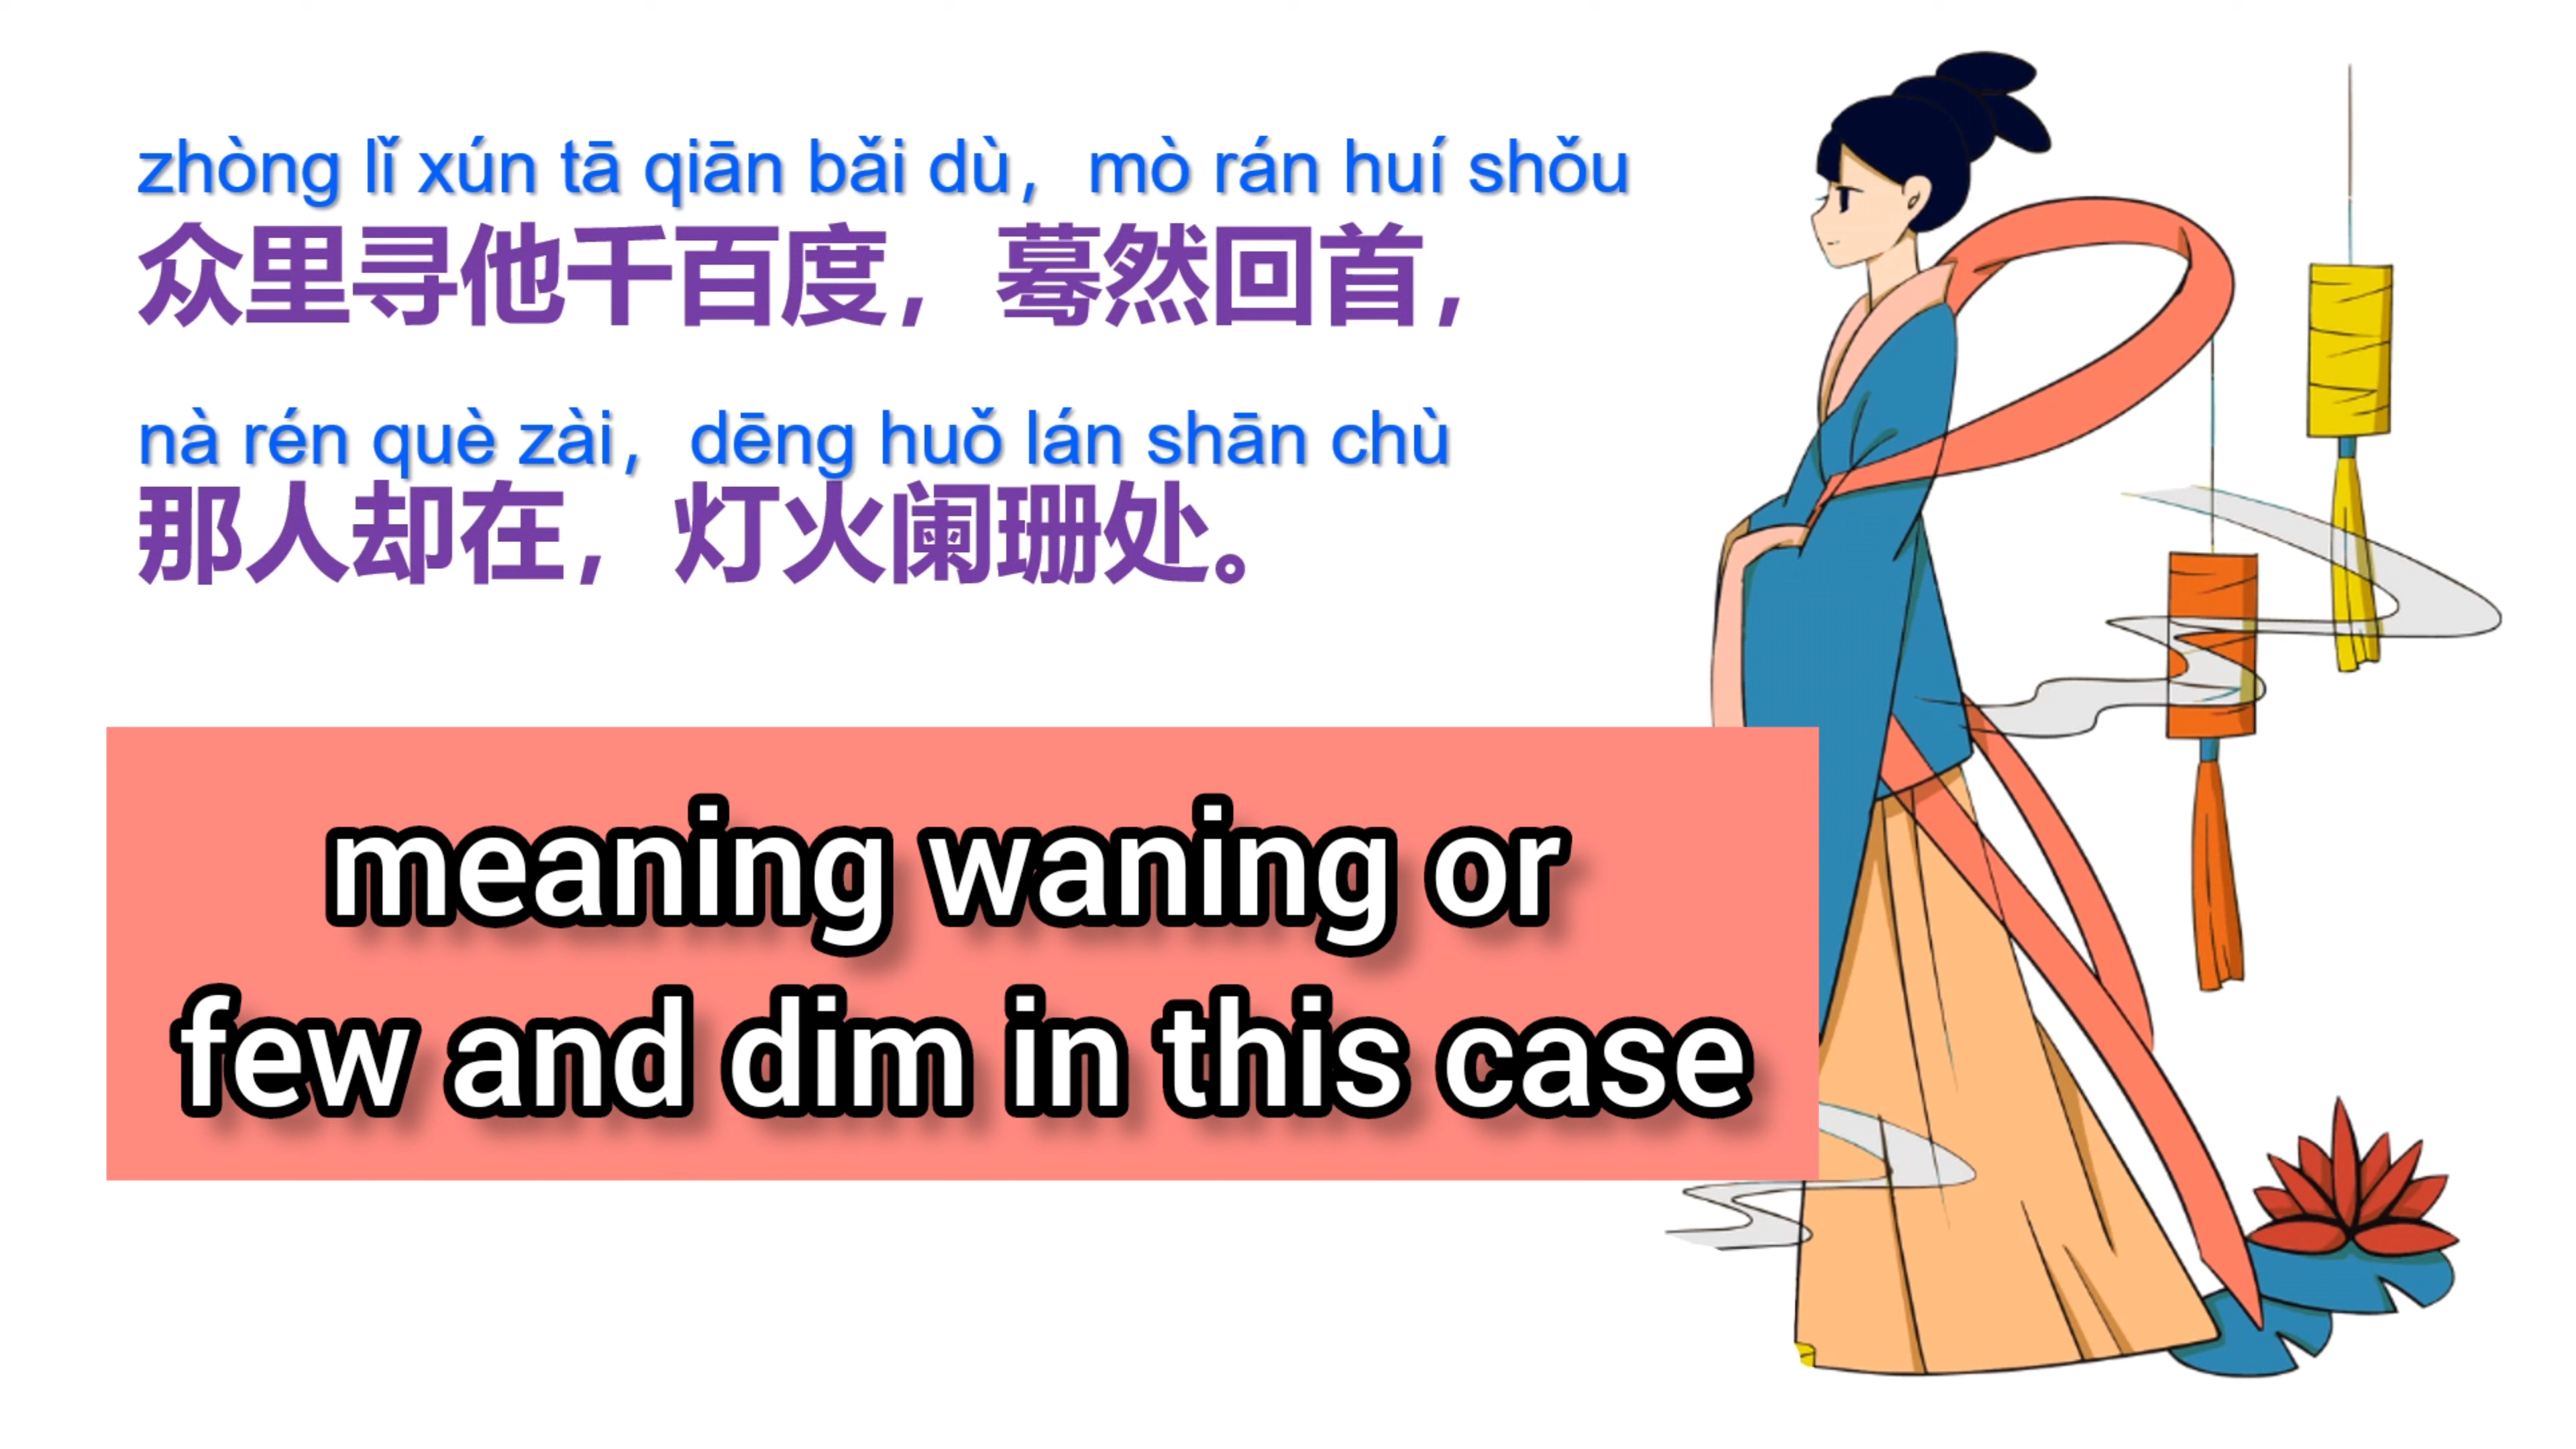 zhòng lǐ xún tā qiān bǎi dù，mò rán huí shǒu
众里寻他千百度，蓦然回首，
nà rén què zài，dēng huǒ lán shān chù
那人却在，灯火阑珊处。
meaning waning or
few and dim in this case